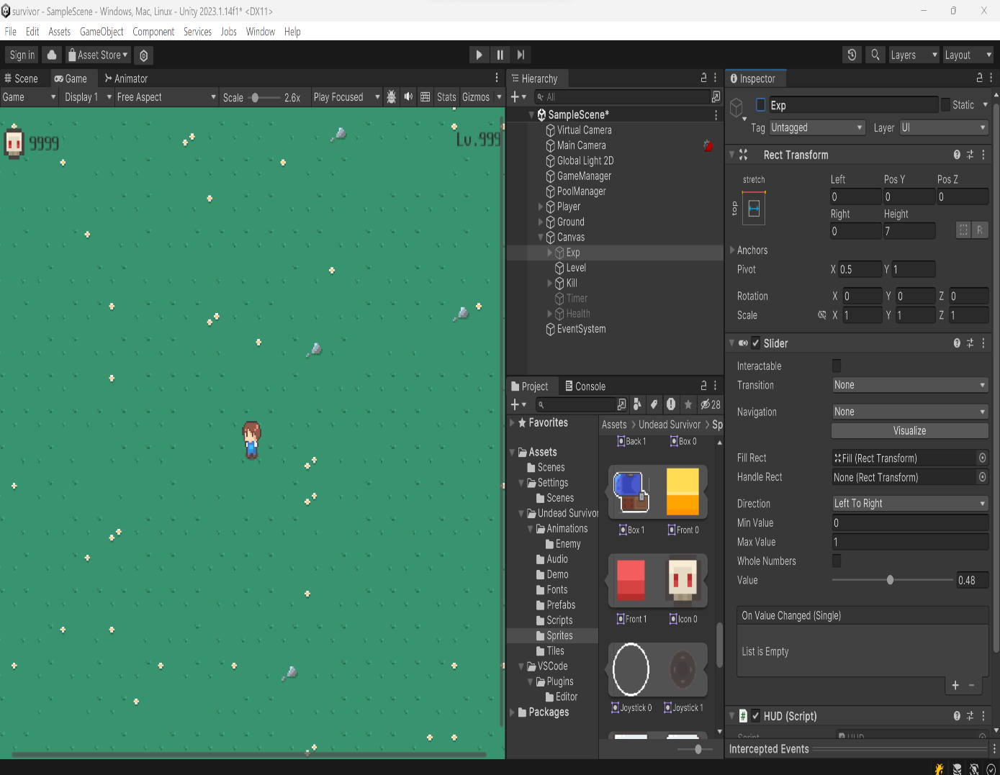 survivor - SampleScene - Windows, Mac, Linux - Unity 2023.1.14f1* <DX11>
File Edit Assets GameObject Component Services Jobs Window Help
Sign in Asset Store Layers Layout
Scene Game Animator
Game Display 1 Free Aspect Scale 2.6x Play Focused Stats Gizmos
9999
Lv.999
Hierarchy
All
SampleScene*
Virtual Camera
Main Camera
Global Light 2D
GameManager
PoolManager
Player
Ground
Canvas
Exp
Level
Kill
Timer
Health
EventSystem
Project Console
28
Favorites
Assets
Scenes
Settings
Scenes
Undead Survivor
Animations
Enemy
Audio
Demo
Fonts
Prefabs
Scripts
Sprites
Tiles
VSCode
Plugins
Editor
Packages
Assets > Undead Survivor > Sp
Back 1 Box 0
Box 1 Front 0
Front 1 Icon 0
Joystick 0 Joystick 1
Inspector
Exp Static
Tag Untagged Layer UI
Rect Transform
stretch
top
Left Pos Y Pos Z
0 0 0
Right Height
0 7 R
Anchors
Pivot X 0.5 Y 1
Rotation X 0 Y 0 Z 0
Scale X 1 Y 1 Z 1
Slider
Interactable
Transition None
Navigation None
Visualize
Fill Rect Fill (Rect Transform)
Handle Rect None (Rect Transform)
Direction Left To Right
Min Value 0
Max Value 1
Whole Numbers
Value 0.48
On Value Changed (Single)
List is Empty
+ −
# HUD (Script)
Script HUD
Intercepted Events